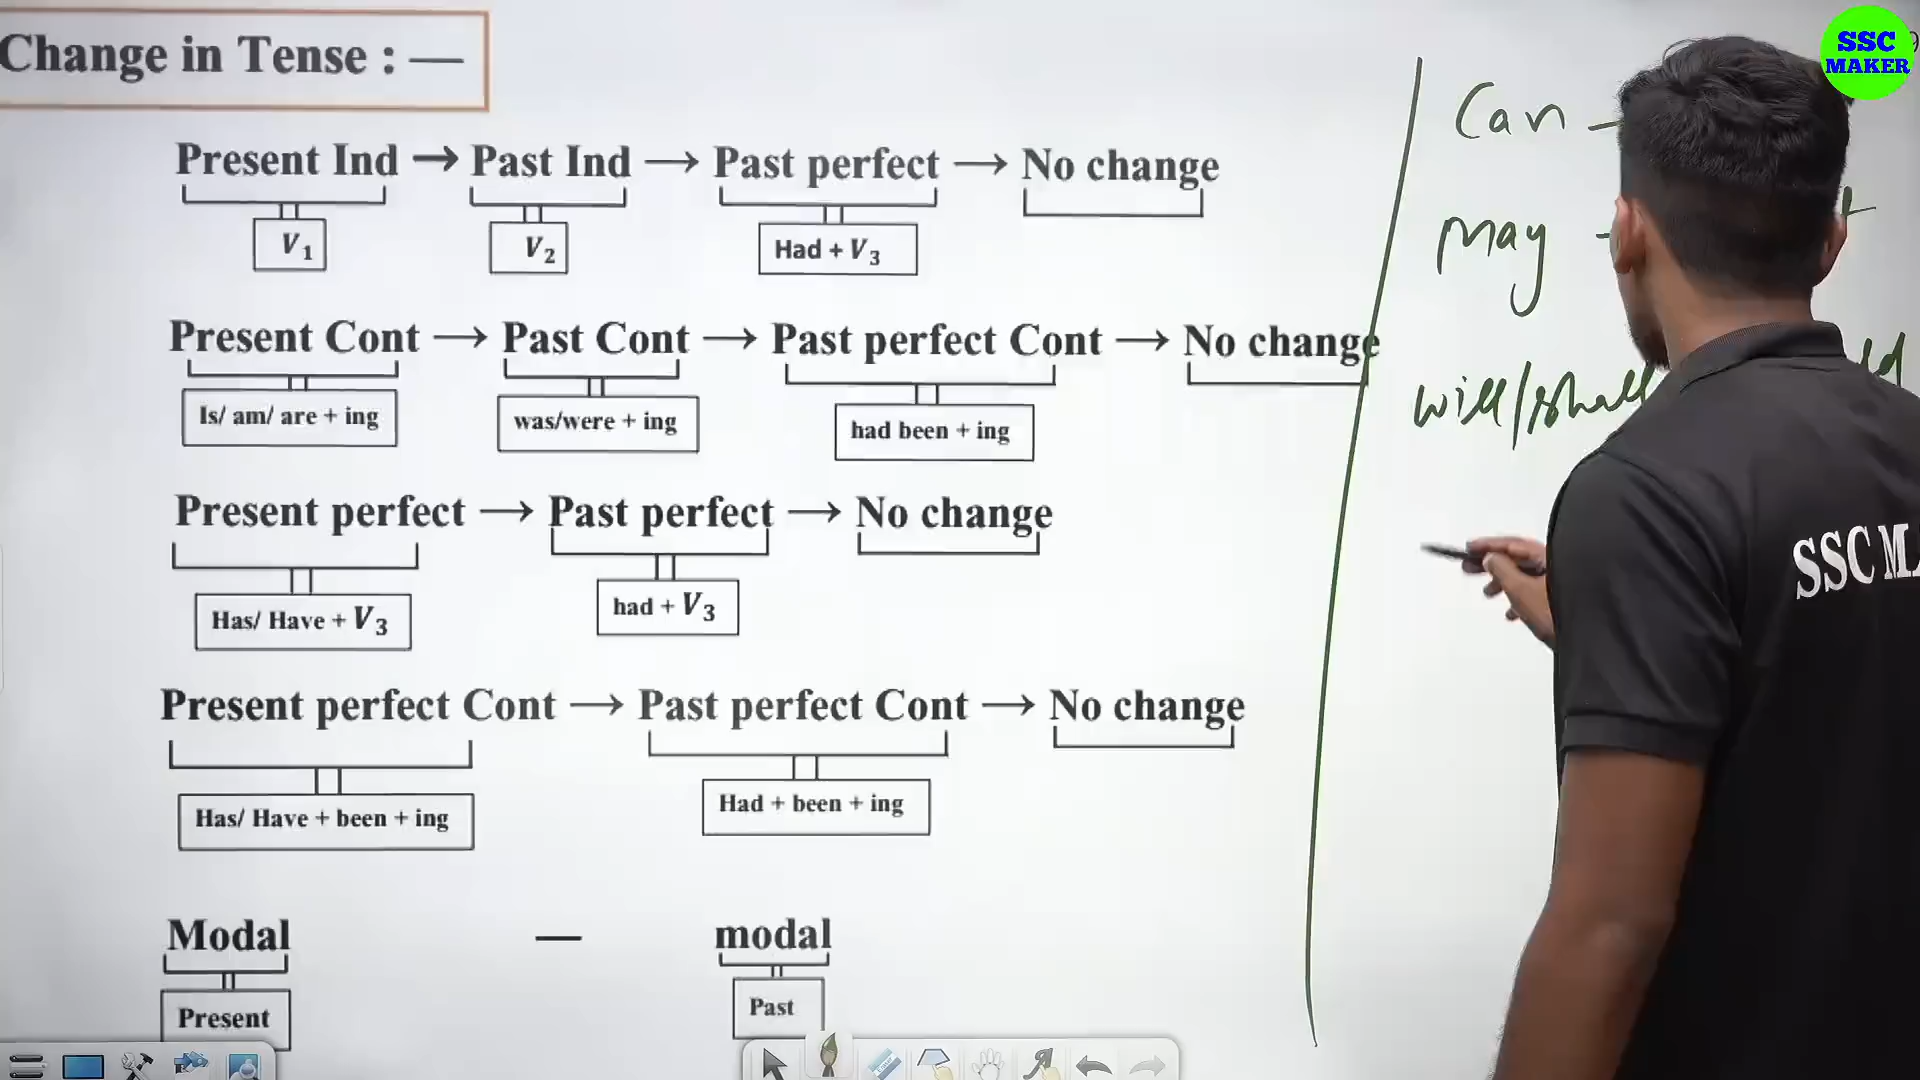 Change in Tense : —
Present Ind → Past Ind → Past perfect → No change
V1 V2 Had + V3
Present Cont → Past Cont → Past perfect Cont → No change
Is/ am/ are + ing was/were + ing had been + ing
Present perfect → Past perfect → No change
Has/ Have + V3 had + V3
Present perfect Cont → Past perfect Cont → No change
Has/ Have + been + ing Had + been + ing
Modal — modal
Present Past
Can –
may -
will/shall
SSC
MAKER
SSC